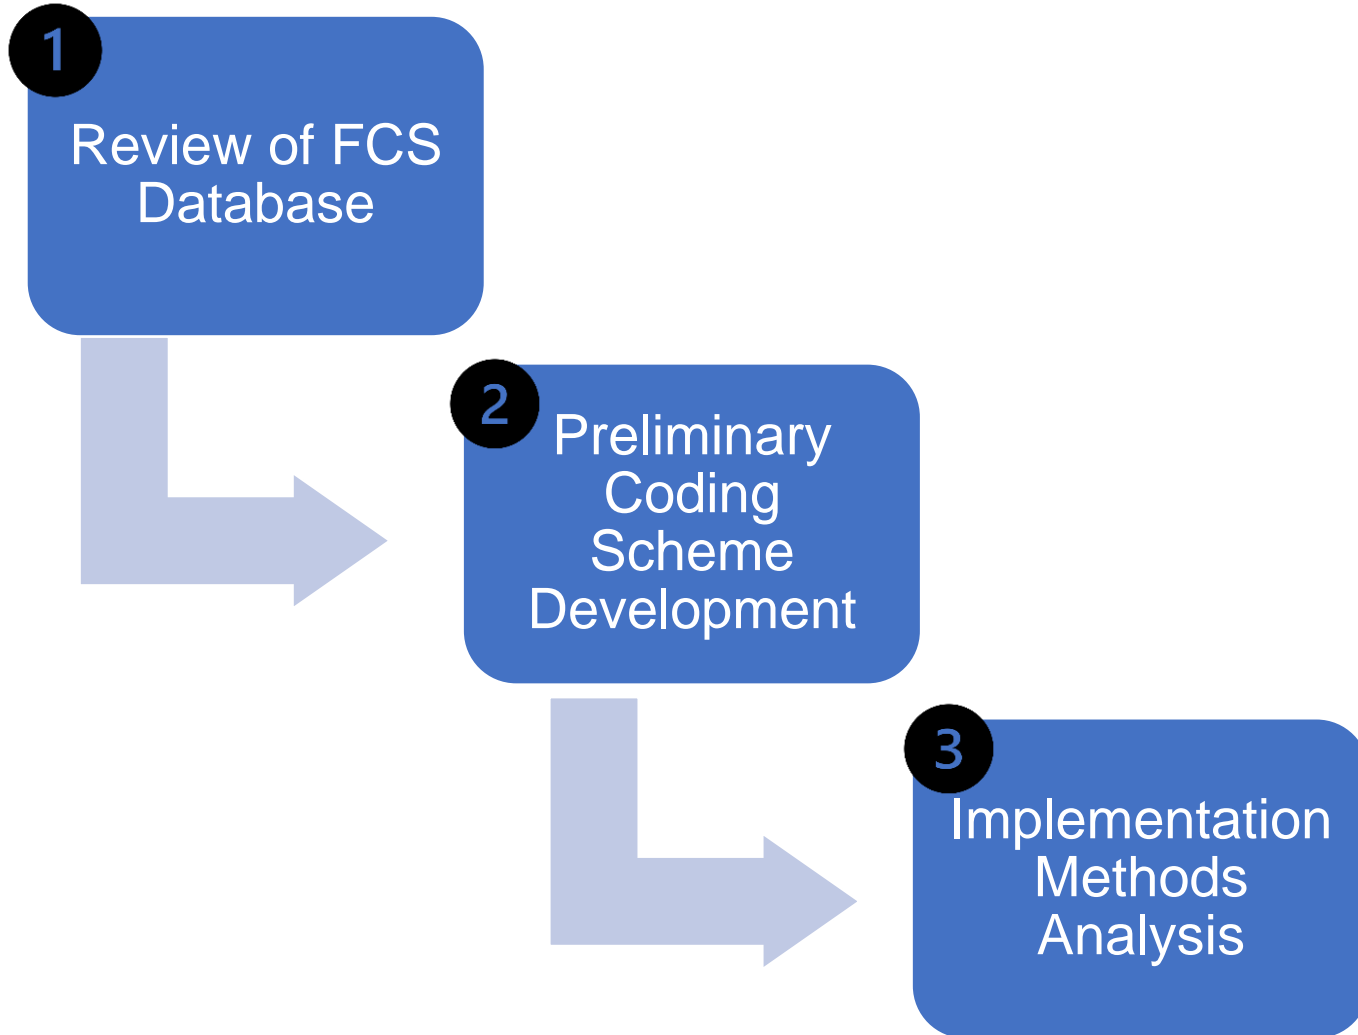 1
Review of FCS
Database
2
Preliminary
Coding
Scheme
Development
3
Implementation
Methods
Analysis